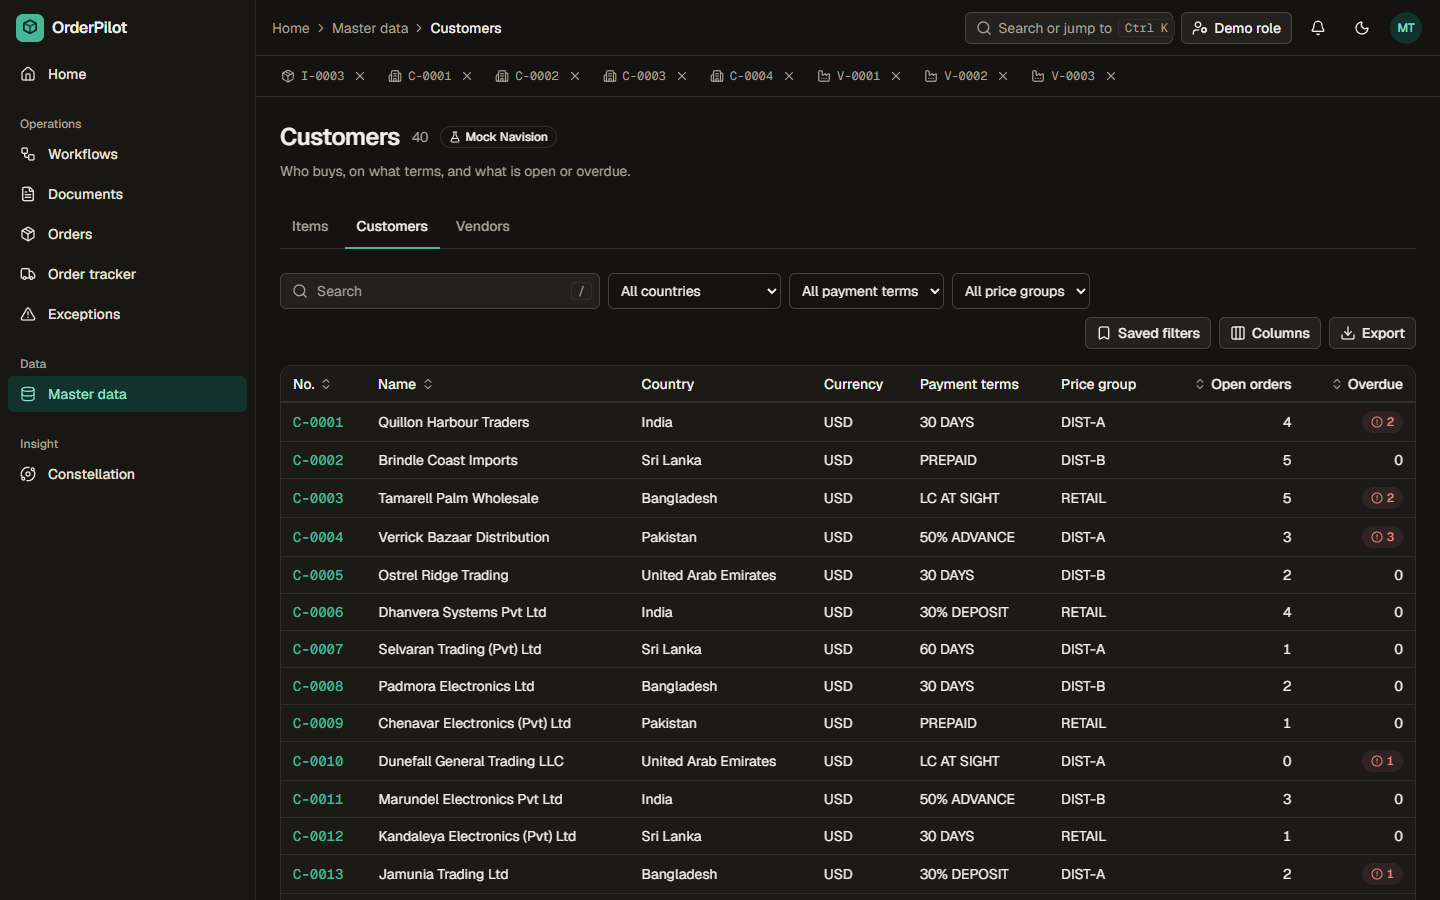 OrderPilot
Home > Master data > Customers
Search or jump to Ctrl K
Demo role
MT
Home
Operations
Workflows
Documents
Orders
Order tracker
Exceptions
Data
Master data
Insight
Constellation
I-0003 C-0001 C-0002 C-0003 C-0004 V-0001 V-0002 V-0003
Customers 40 Mock Navision
Who buys, on what terms, and what is open or overdue.
Items Customers Vendors
Search / All countries All payment terms All price groups
Saved filters Columns Export
No. Name Country Currency Payment terms Price group Open orders Overdue
C-0001 Quillon Harbour Traders India USD 30 DAYS DIST-A 4 2
C-0002 Brindle Coast Imports Sri Lanka USD PREPAID DIST-B 5 0
C-0003 Tamarell Palm Wholesale Bangladesh USD LC AT SIGHT RETAIL 5 2
C-0004 Verrick Bazaar Distribution Pakistan USD 50% ADVANCE DIST-A 3 3
C-0005 Ostrel Ridge Trading United Arab Emirates USD 30 DAYS DIST-B 2 0
C-0006 Dhanvera Systems Pvt Ltd India USD 30% DEPOSIT RETAIL 4 0
C-0007 Selvaran Trading (Pvt) Ltd Sri Lanka USD 60 DAYS DIST-A 1 0
C-0008 Padmora Electronics Ltd Bangladesh USD 30 DAYS DIST-B 2 0
C-0009 Chenavar Electronics (Pvt) Ltd Pakistan USD PREPAID RETAIL 1 0
C-0010 Dunefall General Trading LLC United Arab Emirates USD LC AT SIGHT DIST-A 0 1
C-0011 Marundel Electronics Pvt Ltd India USD 50% ADVANCE DIST-B 3 0
C-0012 Kandaleya Electronics (Pvt) Ltd Sri Lanka USD 30 DAYS RETAIL 1 0
C-0013 Jamunia Trading Ltd Bangladesh USD 30% DEPOSIT DIST-A 2 1